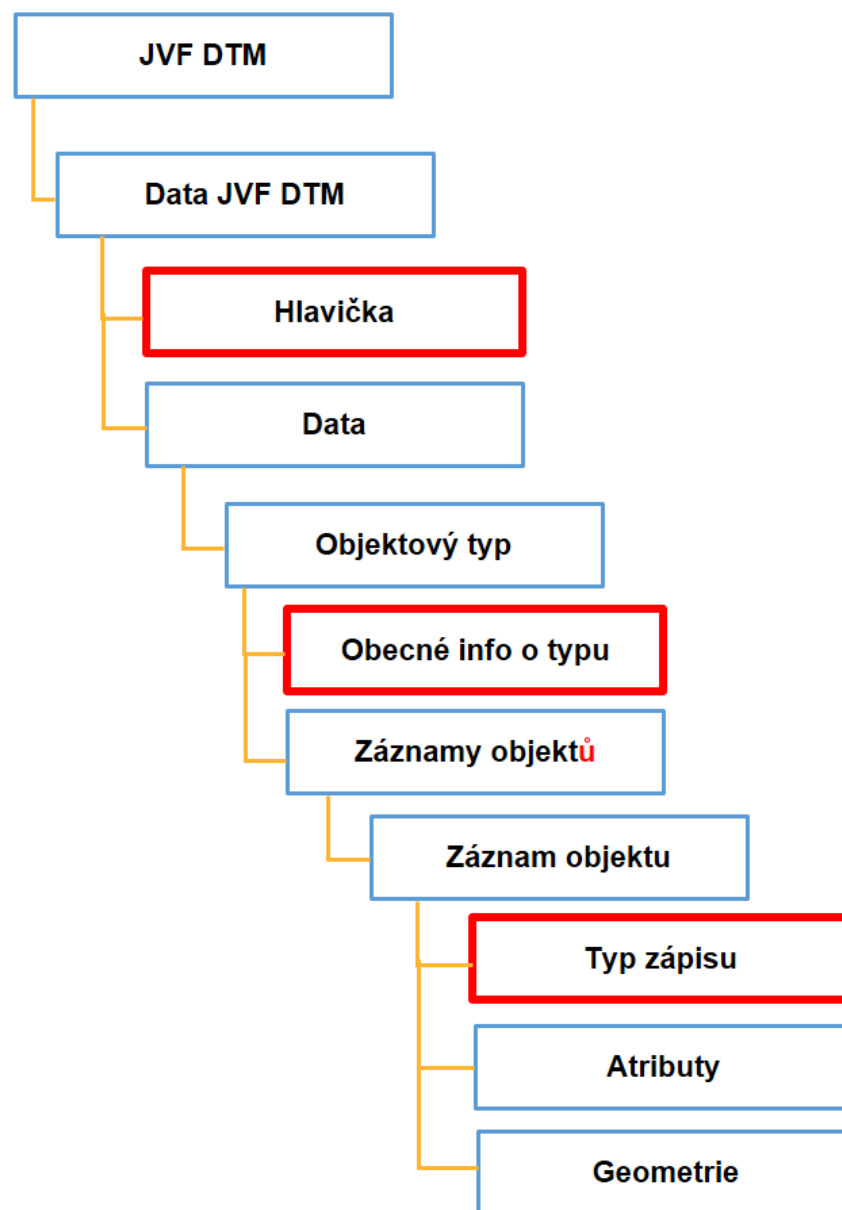 JVF DTM
Data JVF DTM
Hlavička
Data
Objektový typ
Obecné info o typu
Záznamy objektů
Záznam objektu
Typ zápisu
Atributy
Geometrie